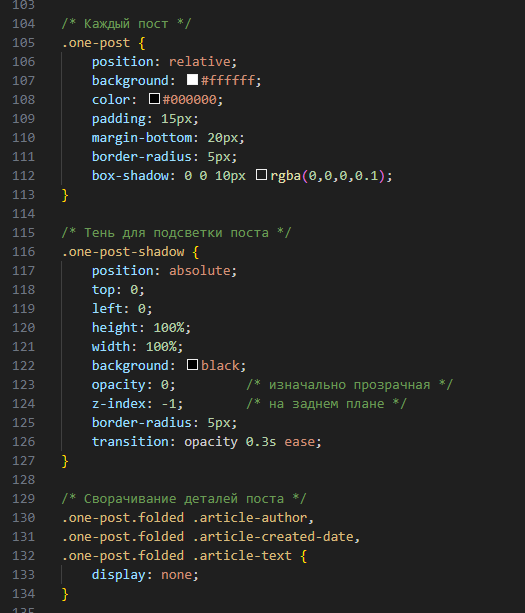 103
104 /* Каждый пост */
105 .one-post {
106 position: relative;
107 background: #ffffff;
108 color: #000000;
109 padding: 15px;
110 margin-bottom: 20px;
111 border-radius: 5px;
112 box-shadow: 0 0 10px rgba(0,0,0,0.1);
113 }
114
115 /* Тень для подсветки поста */
116 .one-post-shadow {
117 position: absolute;
118 top: 0;
119 left: 0;
120 height: 100%;
121 width: 100%;
122 background: black;
123 opacity: 0; /* изначально прозрачная */
124 z-index: -1; /* на заднем плане */
125 border-radius: 5px;
126 transition: opacity 0.3s ease;
127 }
128
129 /* Сворачивание деталей поста */
130 .one-post.folded .article-author,
131 .one-post.folded .article-created-date,
132 .one-post.folded .article-text {
133 display: none;
134 }
135